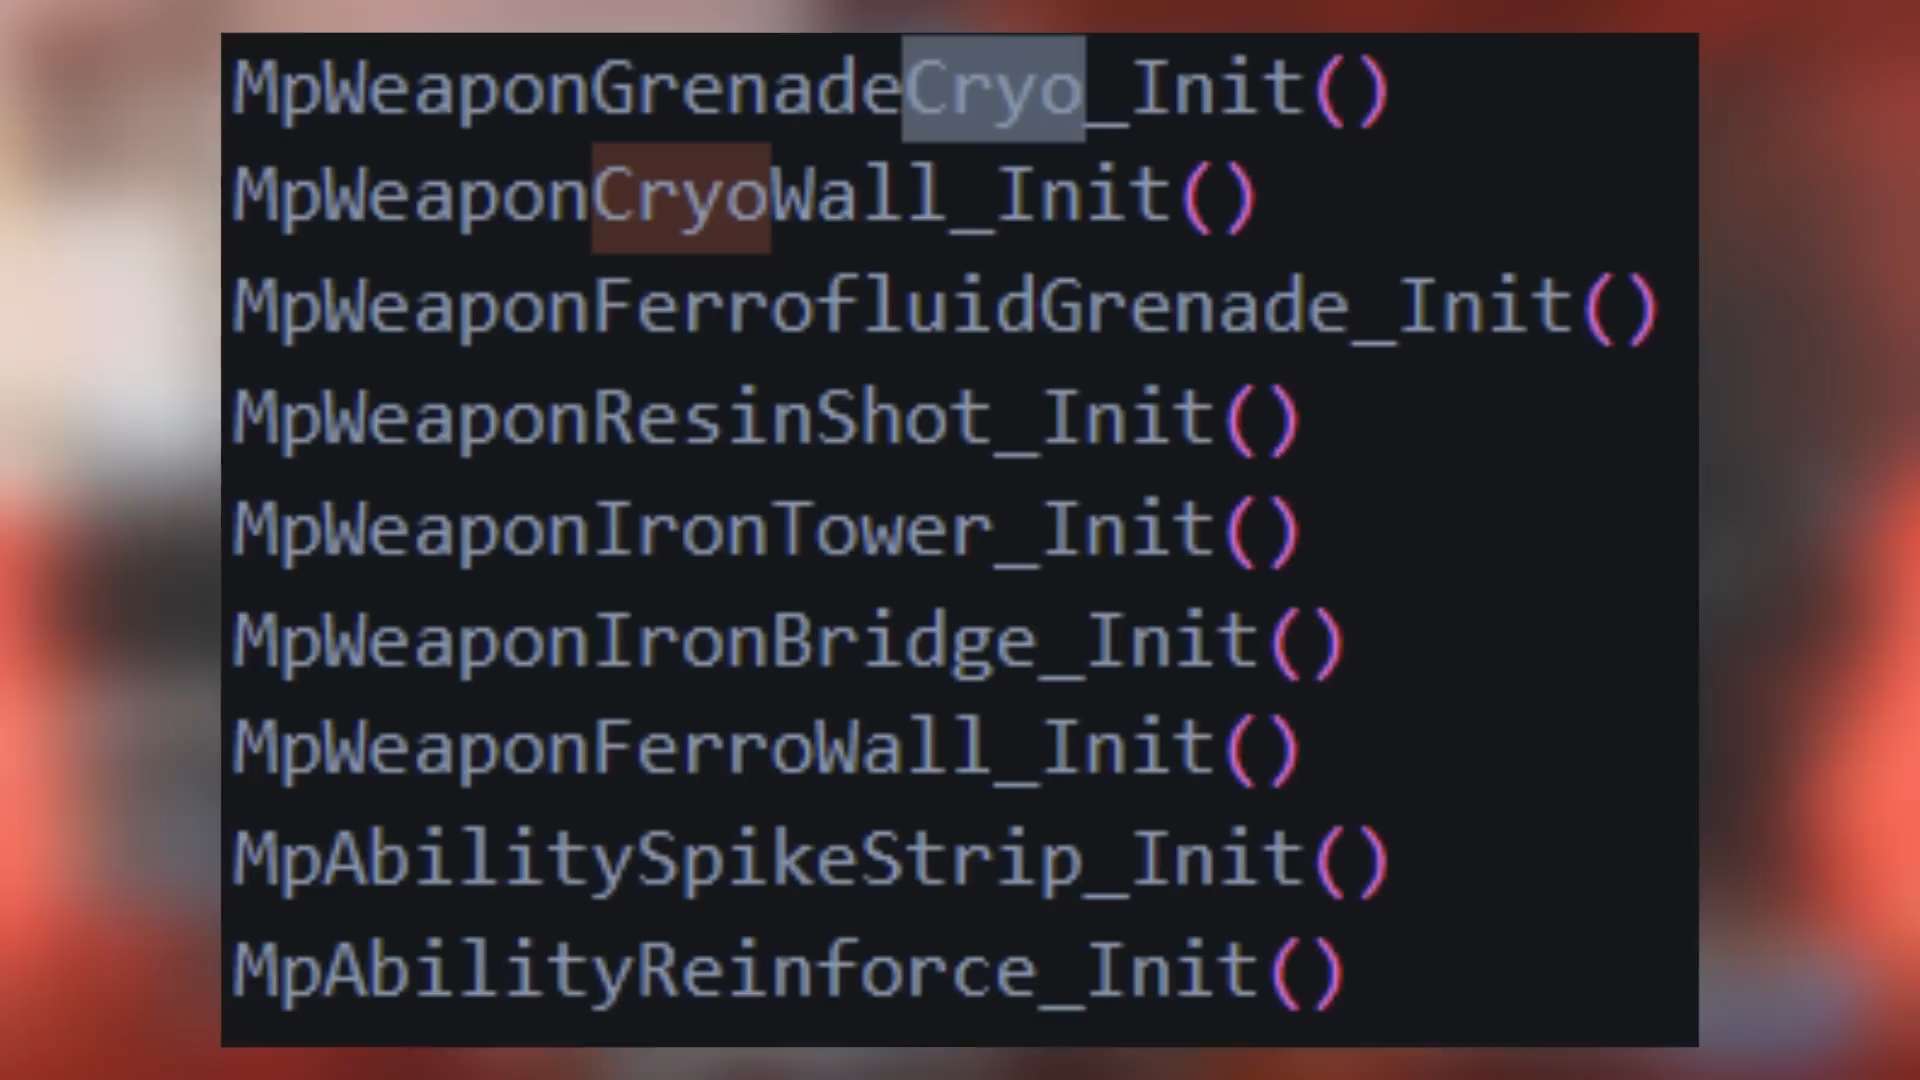 MpWeaponGrenadeCryo_Init()
MpWeaponCryoWall_Init()
MpWeaponFerrofluidGrenade_Init()
MpWeaponResinShot_Init()
MpWeaponIronTower_Init()
MpWeaponIronBridge_Init()
MpWeaponFerroWall_Init()
MpAbilitySpikeStrip_Init()
MpAbilityReinforce_Init()